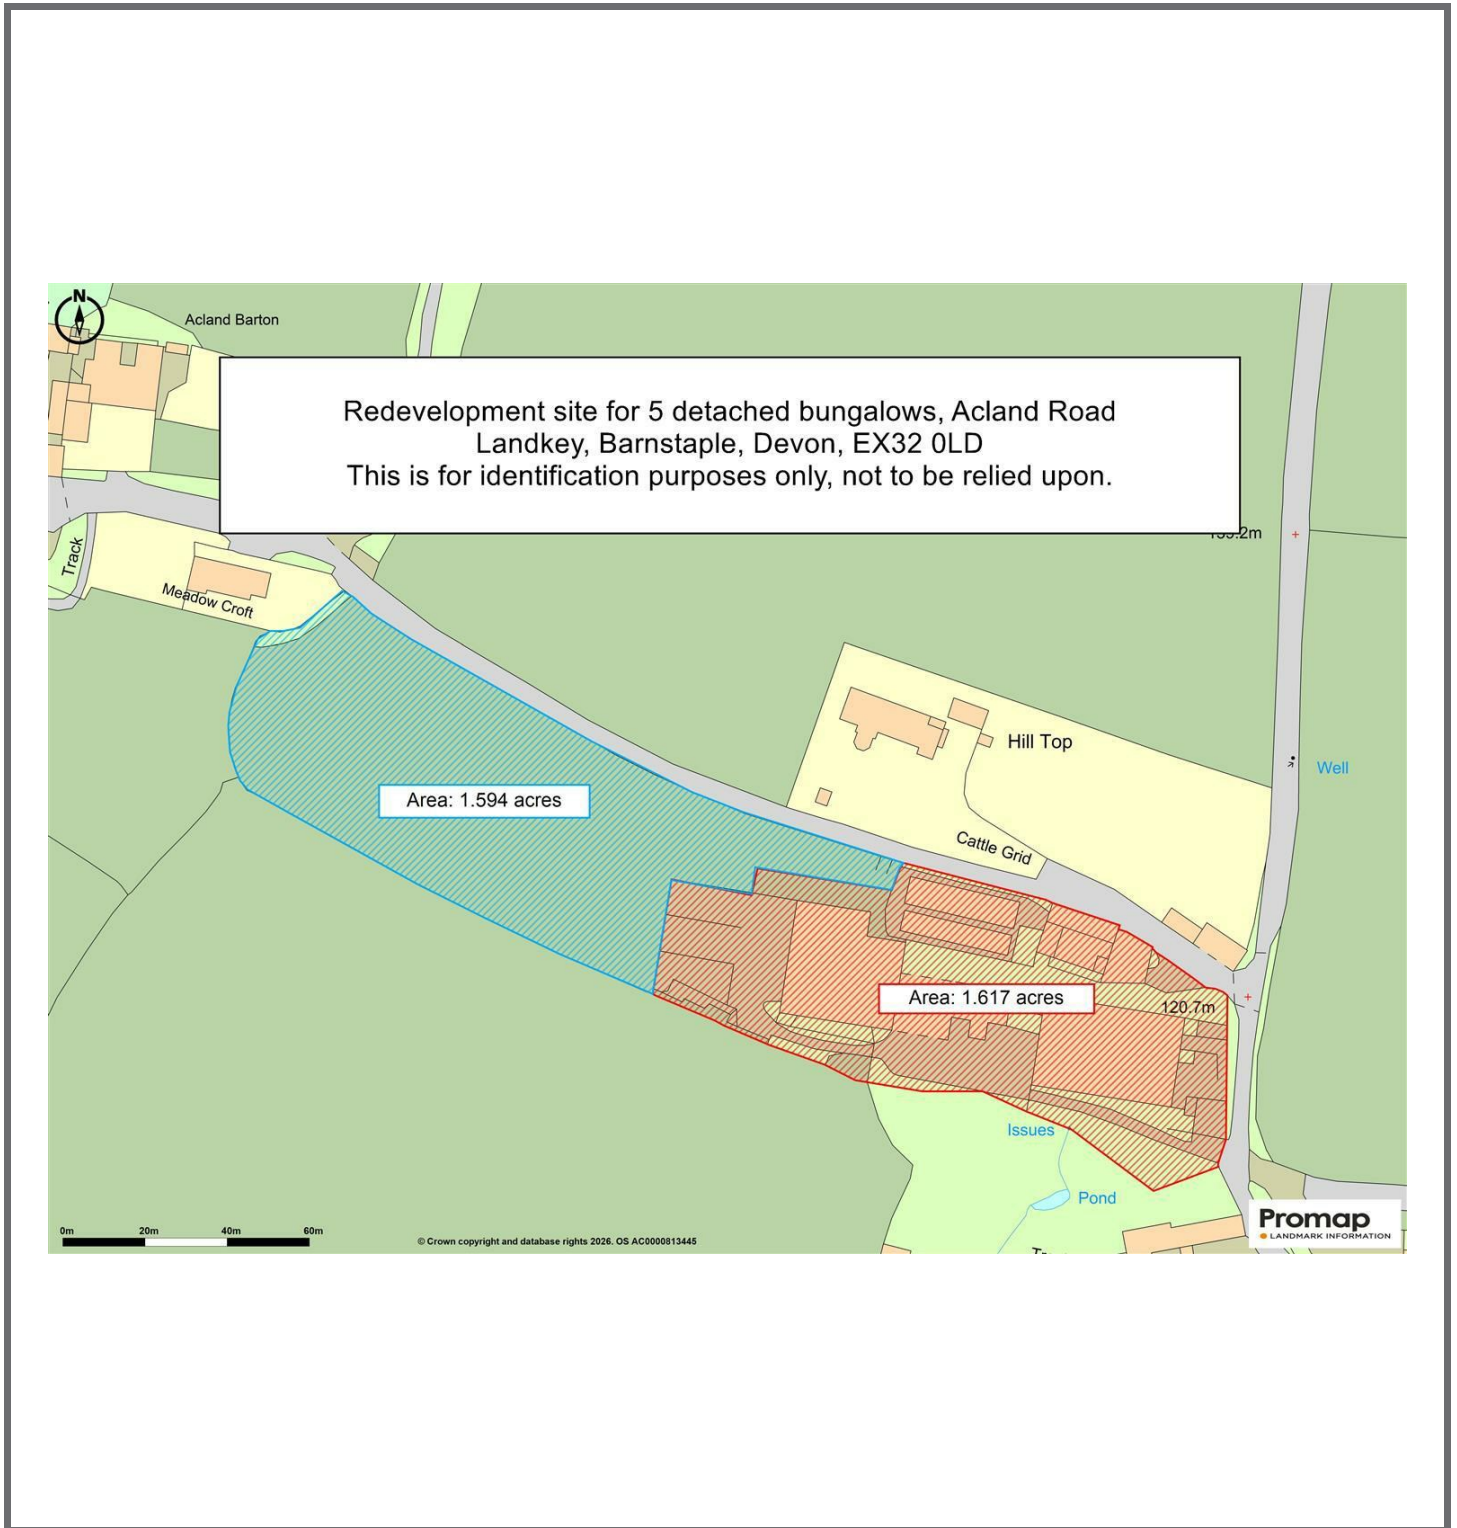 N
Acland Barton
Redevelopment site for 5 detached bungalows, Acland Road
Landkey, Barnstaple, Devon, EX32 0LD
This is for identification purposes only, not to be relied upon.
Track
Meadow Croft
Hill Top
Well
Area: 1.594 acres
Cattle Grid
Area: 1.617 acres
120.7m
Issues
Pond
0m 20m 40m 60m
© Crown copyright and database rights 2026. OS AC0000813445
Promap
LANDMARK INFORMATION